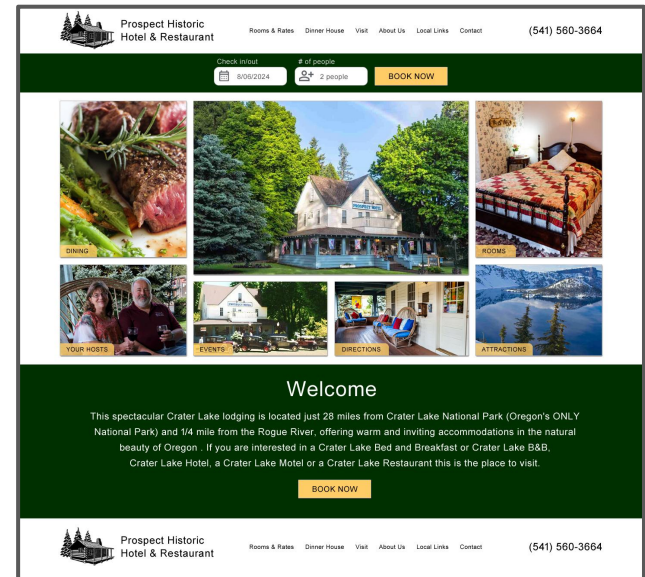 Prospect Historic
Hotel & Restaurant
Rooms & Rates Dinner House Visit About Us Local Links Contact
(541) 560-3664
Check in/out # of people
8/06/2024 2 people BOOK NOW
PROSPECT HOTEL
DINING
ROOMS
YOUR HOSTS
EVENTS
DIRECTIONS
ATTRACTIONS
Welcome
This spectacular Crater Lake lodging is located just 28 miles from Crater Lake National Park (Oregon's ONLY
National Park) and 1/4 mile from the Rogue River, offering warm and inviting accommodations in the natural
beauty of Oregon . If you are interested in a Crater Lake Bed and Breakfast or Crater Lake B&B,
Crater Lake Hotel, a Crater Lake Motel or a Crater Lake Restaurant this is the place to visit.
BOOK NOW
Prospect Historic
Hotel & Restaurant
Rooms & Rates Dinner House Visit About Us Local Links Contact
(541) 560-3664